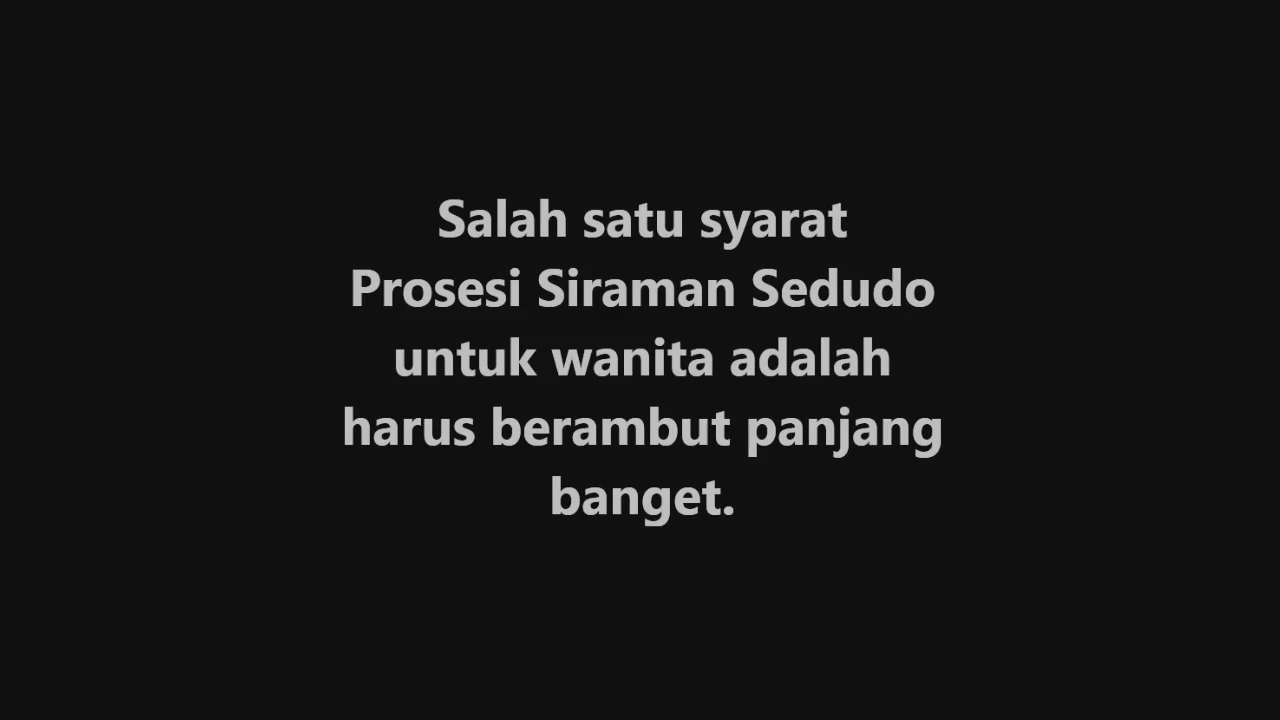 Salah satu syarat
Prosesi Siraman Sedudo
untuk wanita adalah
harus berambut panjang
banget.